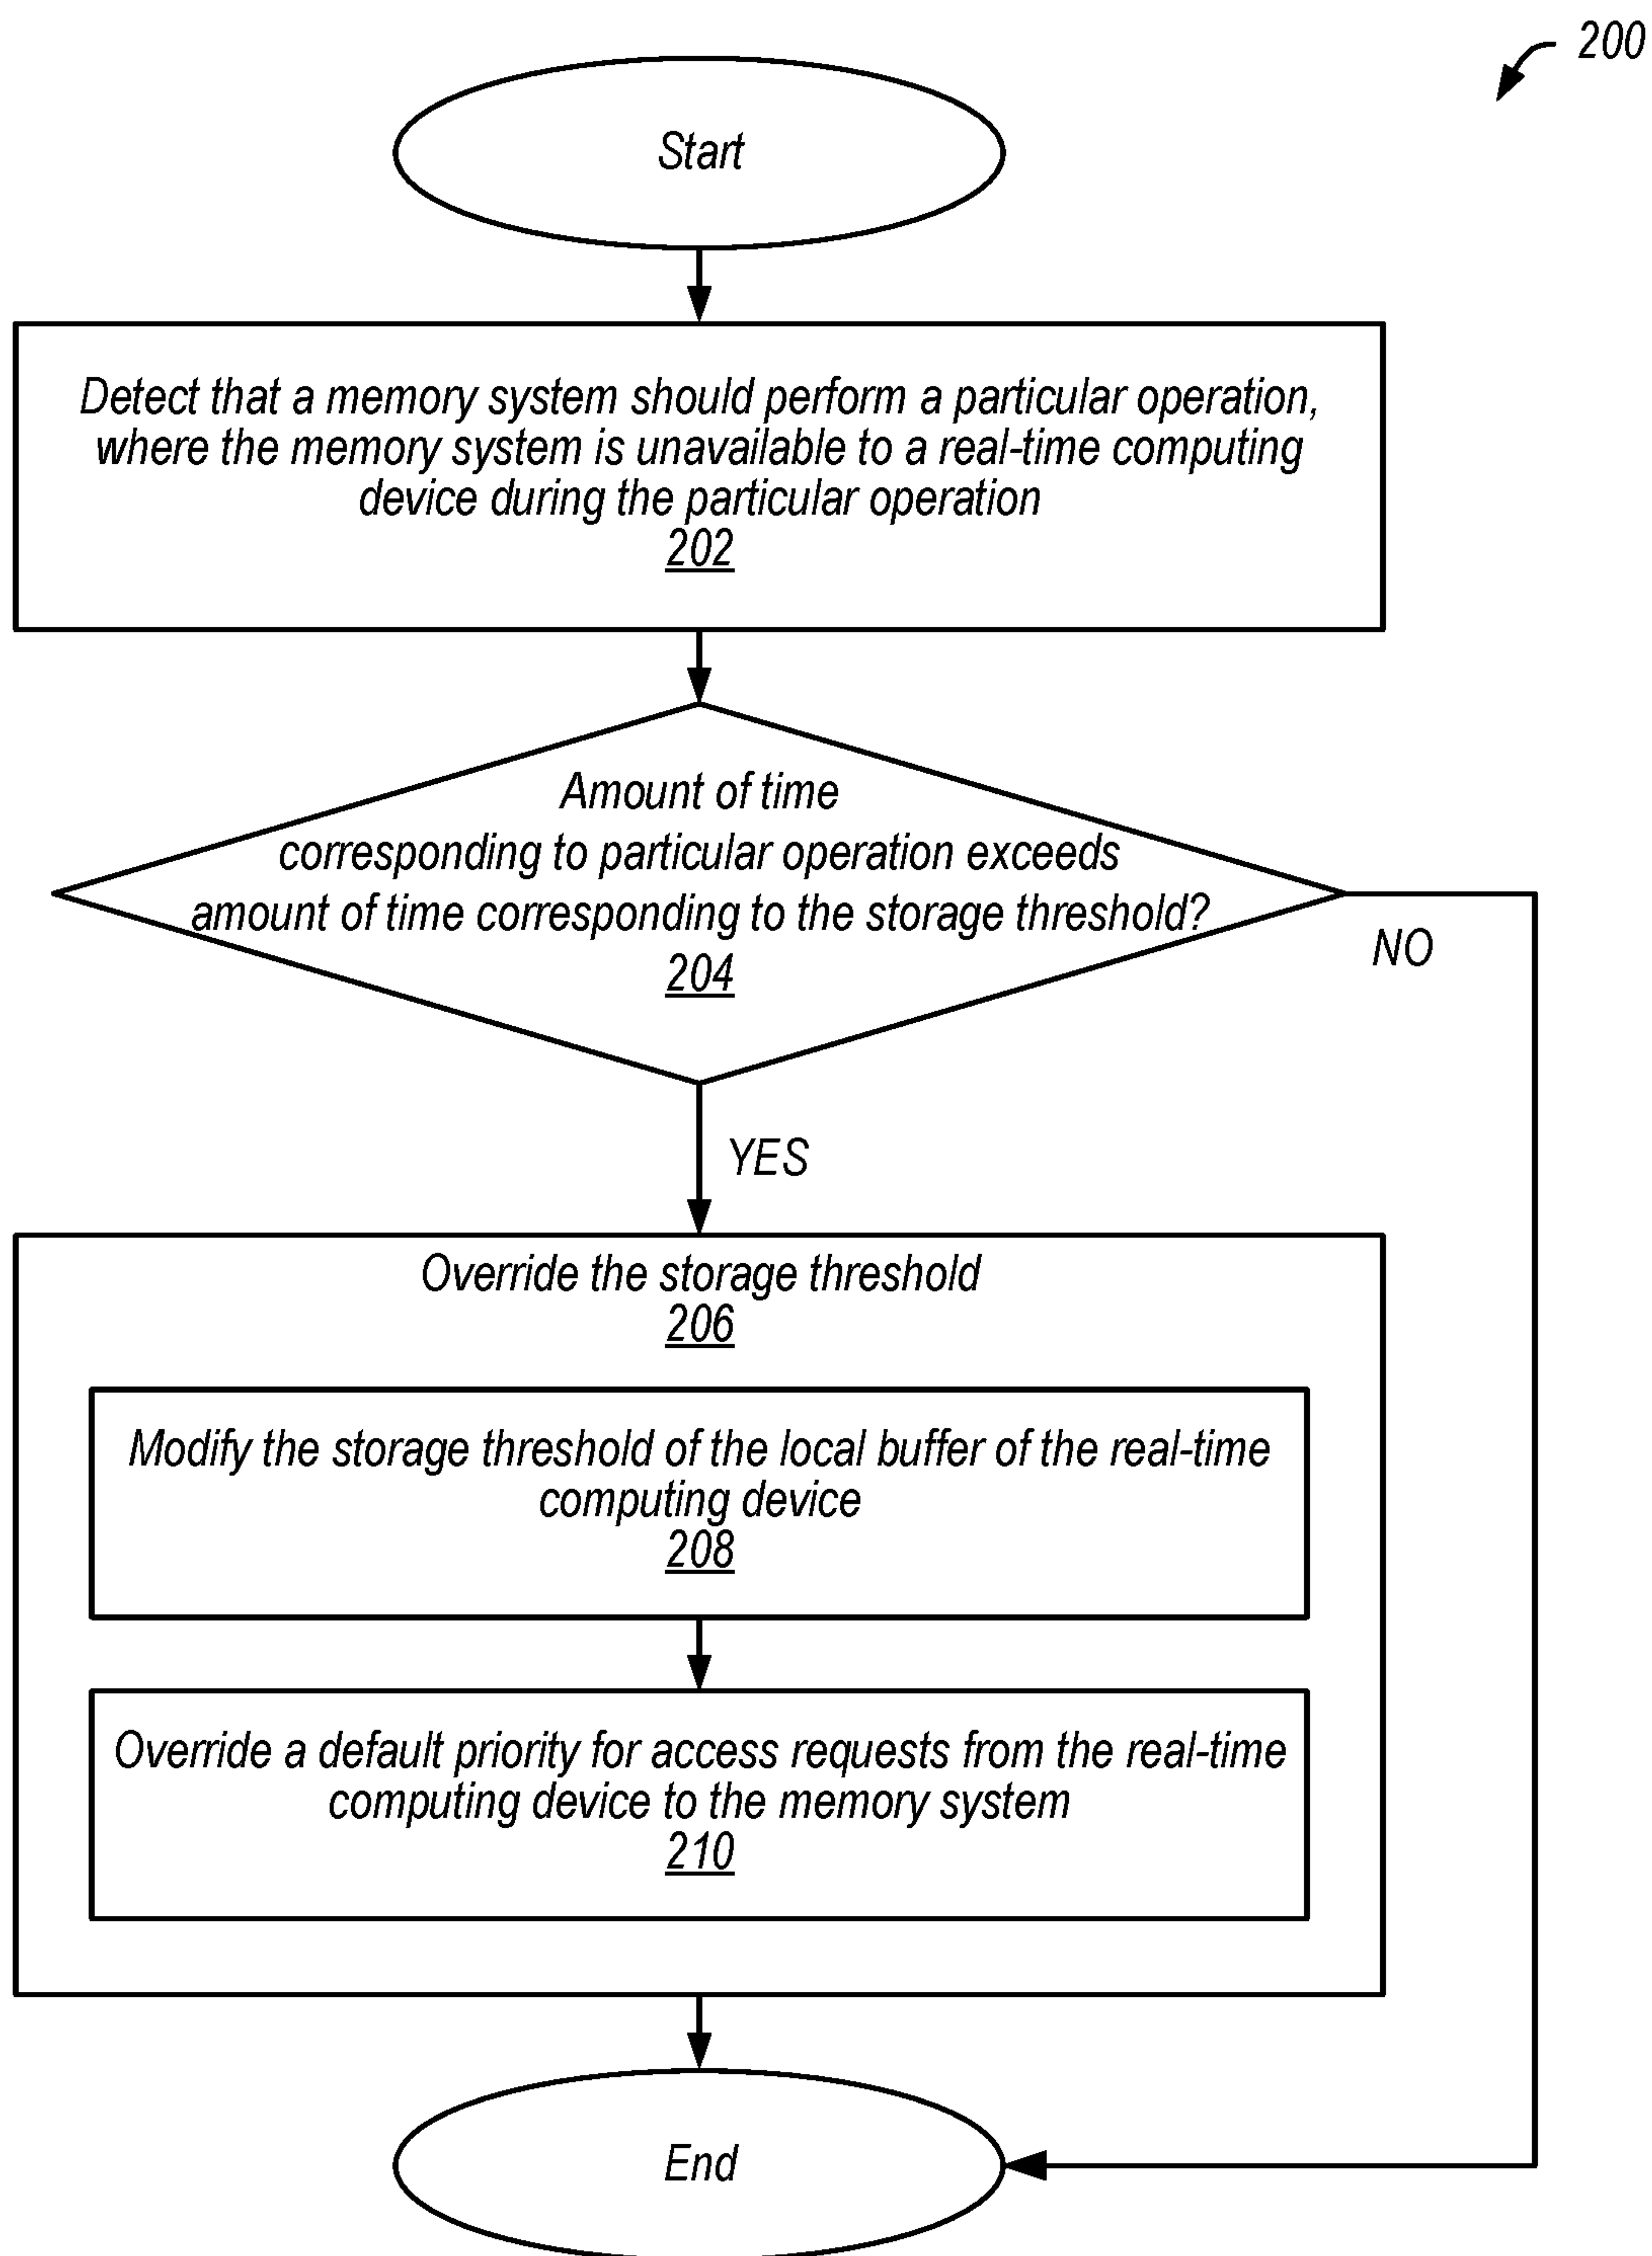 200
Start
Detect that a memory system should perform a particular operation,
where the memory system is unavailable to a real-time computing
device during the particular operation
202
Amount of time
corresponding to particular operation exceeds
amount of time corresponding to the storage threshold?
204
NO
YES
Override the storage threshold
206
Modify the storage threshold of the local buffer of the real-time
computing device
208
Override a default priority for access requests from the real-time
computing device to the memory system
210
End